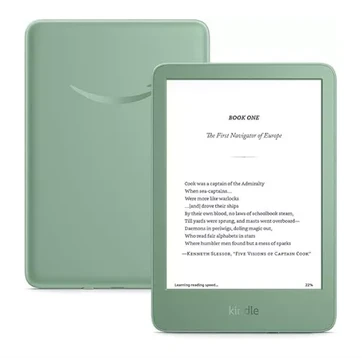 BOOK ONE
The First Navigator of Europe
Cook was a captain of the Admiralty
When sea-captains...
Were more like warlocks
...[and] drove their ships
By their own blood, no laws of schoolbook steam,
Till yards were sprung, and masts went overboard—
Daemons in periwigs, doling magic out,
Who read fair alphabets in stars
Where humbler men found but a mess of sparks
—KENNETH SLESSOR, "FIVE VISIONS OF CAPTAIN COOK"
Learning reading speed... 22%
kindle